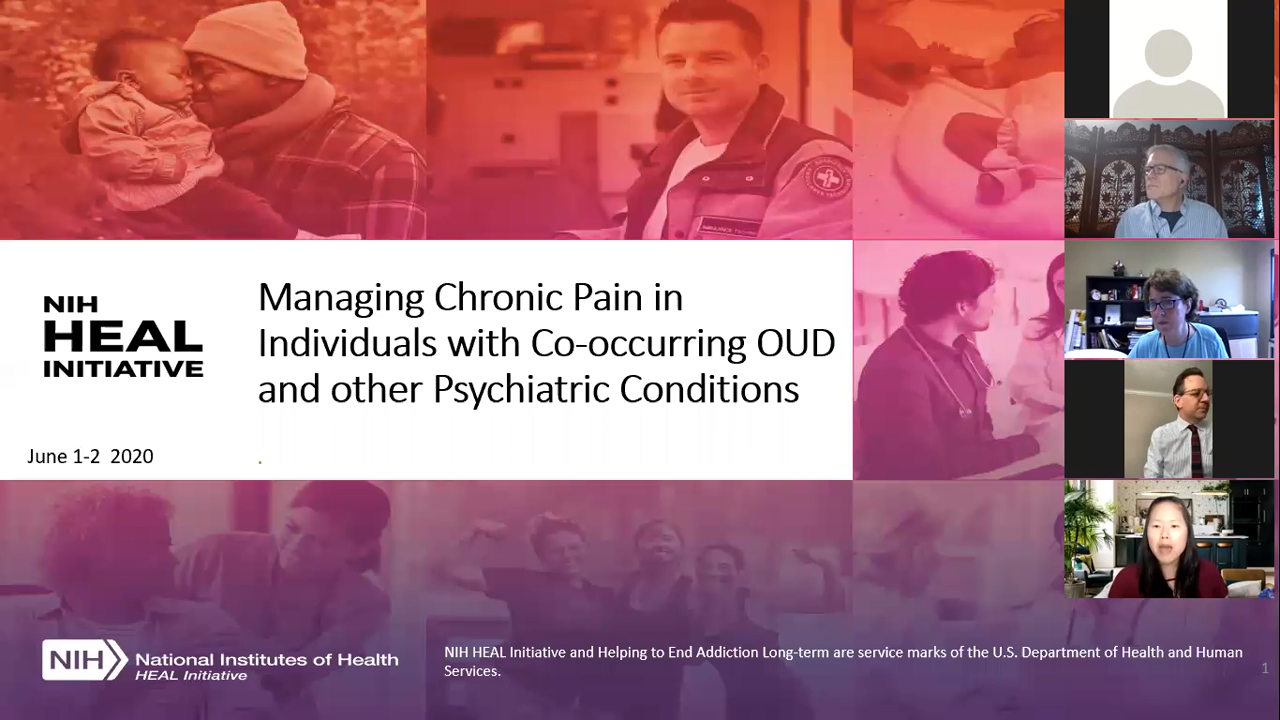 NIH
HEAL
INITIATIVE
Managing Chronic Pain in
Individuals with Co-occurring OUD
and other Psychiatric Conditions
June 1-2 2020
.
NIH
National Institutes of Health
HEAL Initiative
NIH HEAL Initiative and Helping to End Addiction Long-term are service marks of the U.S. Department of Health and Human
Services.
1